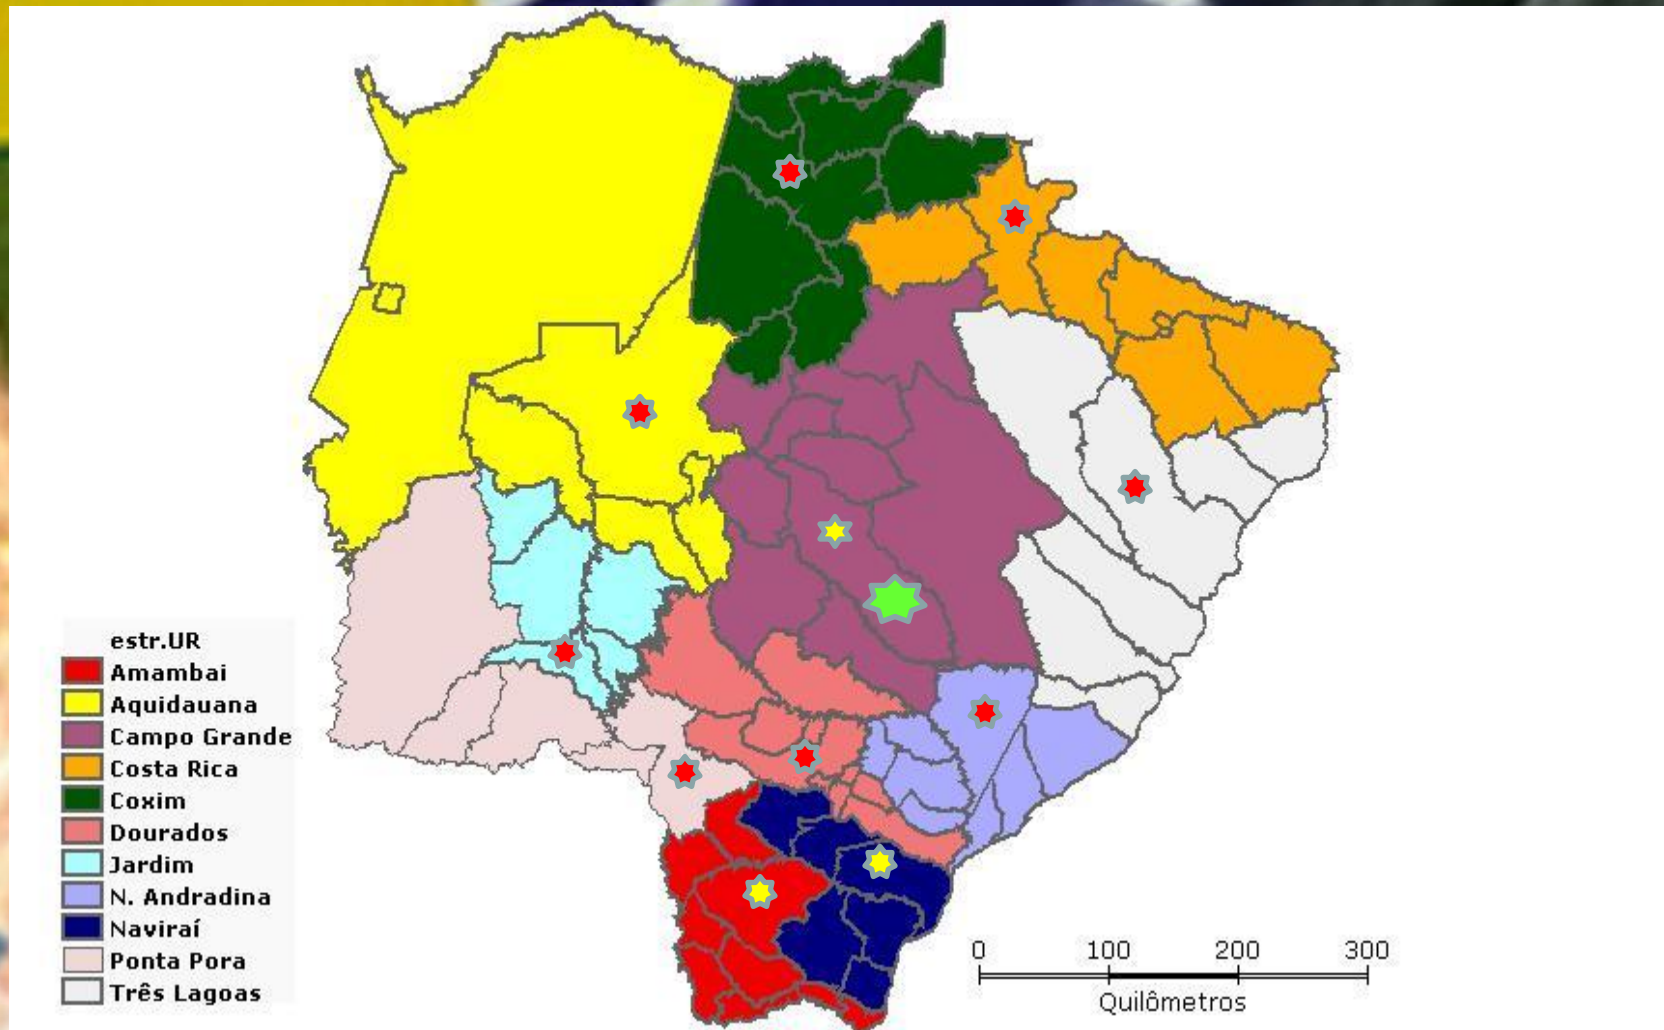 estr.UR
Amambai
Aquidauana
Campo Grande
Costa Rica
Coxim
Dourados
Jardim
N. Andradina
Naviraí
Ponta Pora
Três Lagoas
0 100 200 300
Quilômetros